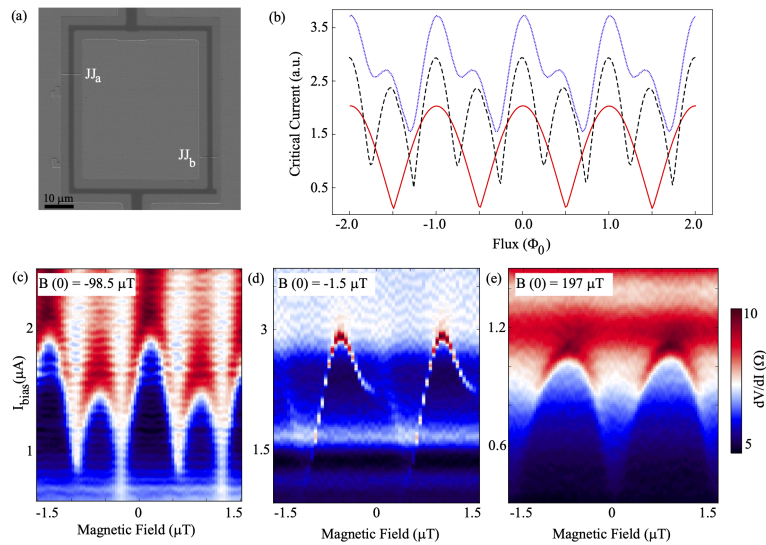 (a)
JJa
JJb
10 μm
(b)
Critical Current (a.u.)
3.5
2.5
1.5
0.5
-2.0
-1.0
0.0
1.0
2.0
Flux (Φ0)
(c)
B (0) = -98.5 μT
Ibias(μA)
2
1
-1.5
0
1.5
Magnetic Field (μT)
(d)
B (0) = -1.5 μT
3
1.5
-1.5
0
1.5
Magnetic Field (μT)
(e)
B (0) = 197 μT
1.2
0.6
-1.5
0
1.5
Magnetic Field (μT)
10
5
dV/dI (Ω)